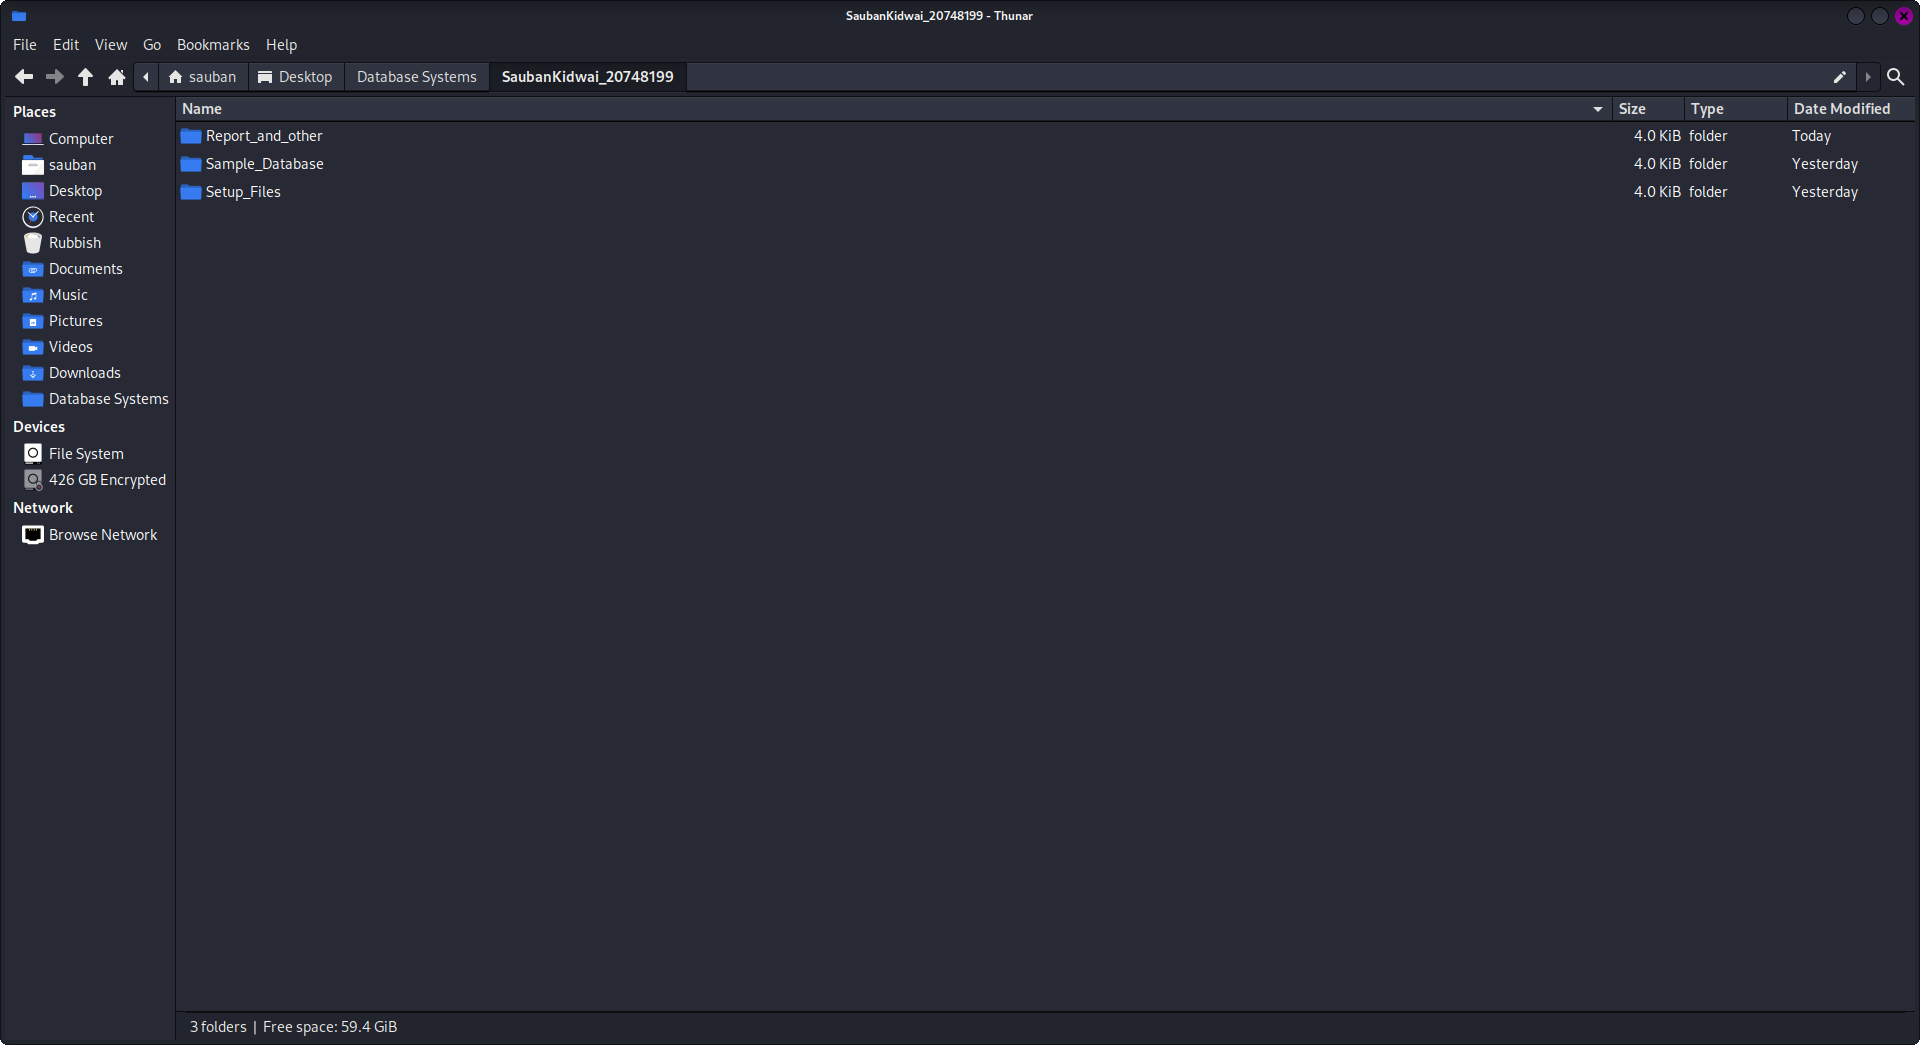 SaubanKidwai_20748199 - Thunar
File Edit View Go Bookmarks Help
sauban Desktop Database Systems SaubanKidwai_20748199
Places
Computer
sauban
Desktop
Recent
Rubbish
Documents
Music
Pictures
Videos
Downloads
Database Systems
Devices
File System
426 GB Encrypted
Network
Browse Network
Name Size Type Date Modified
Report_and_other 4.0 KiB folder Today
Sample_Database 4.0 KiB folder Yesterday
Setup_Files 4.0 KiB folder Yesterday
3 folders | Free space: 59.4 GiB